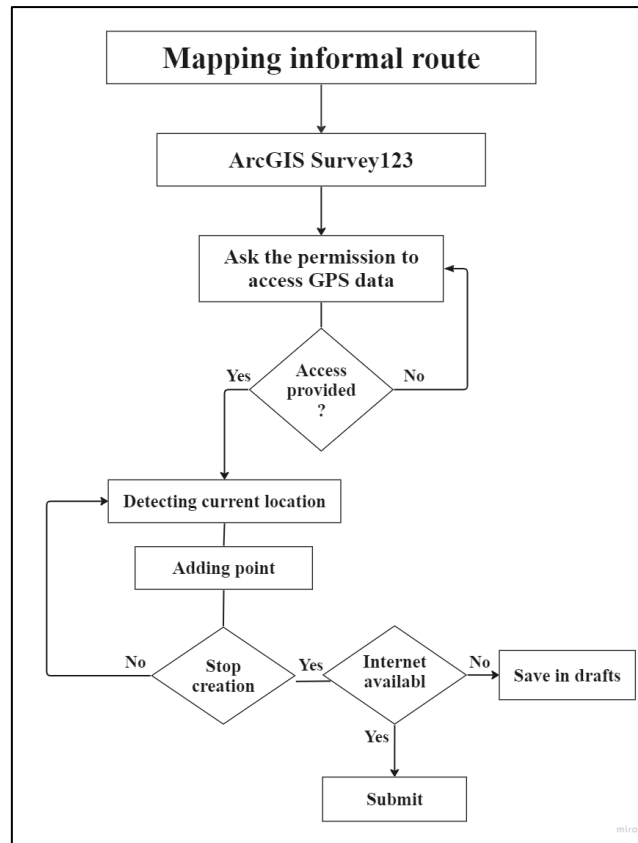 Mapping informal route
ArcGIS Survey123
Ask the permission to
access GPS data
Access
provided
?
Yes
No
Detecting current location
Adding point
Stop
creation
No
Yes
Internet
availabl
No
Save in drafts
Yes
Submit
miro